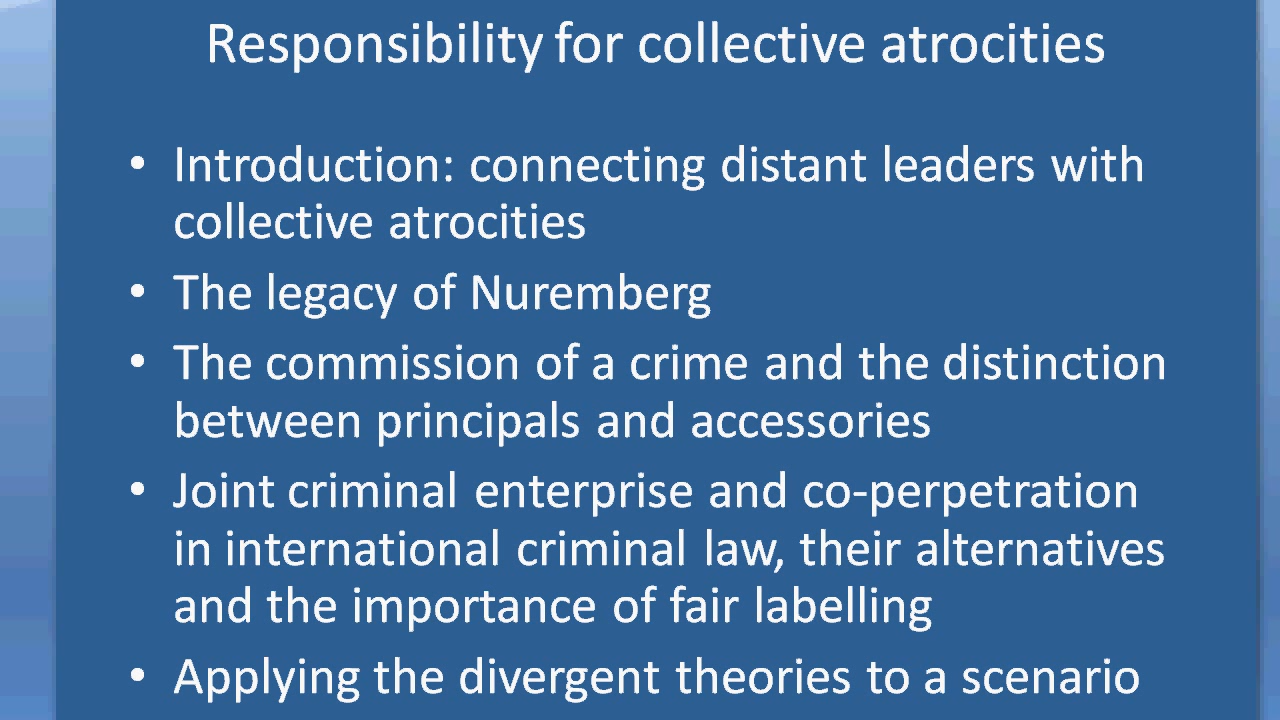 Responsibility for collective atrocities
• Introduction: connecting distant leaders with
collective atrocities
• The legacy of Nuremberg
• The commission of a crime and the distinction
between principals and accessories
• Joint criminal enterprise and co-perpetration
in international criminal law, their alternatives
and the importance of fair labelling
• Applying the divergent theories to a scenario